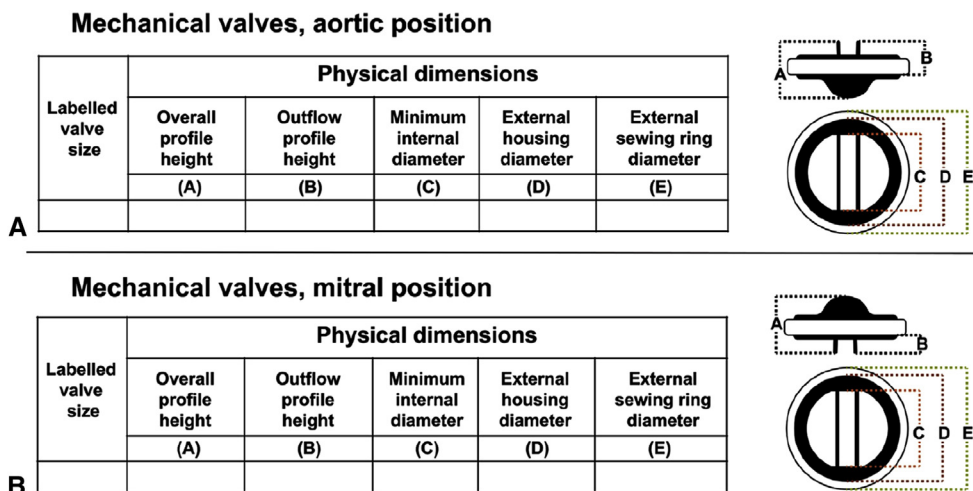 Mechanical valves, aortic position
Labelled
valve
size
Physical dimensions
Overall
profile
height
Outflow
profile
height
Minimum
internal
diameter
External
housing
diameter
External
sewing ring
diameter
(A)
(B)
(C)
(D)
(E)
A
B
C
D
E
A
Mechanical valves, mitral position
Labelled
valve
size
Physical dimensions
Overall
profile
height
Outflow
profile
height
Minimum
internal
diameter
External
housing
diameter
External
sewing ring
diameter
(A)
(B)
(C)
(D)
(E)
A
B
C
D
E
B